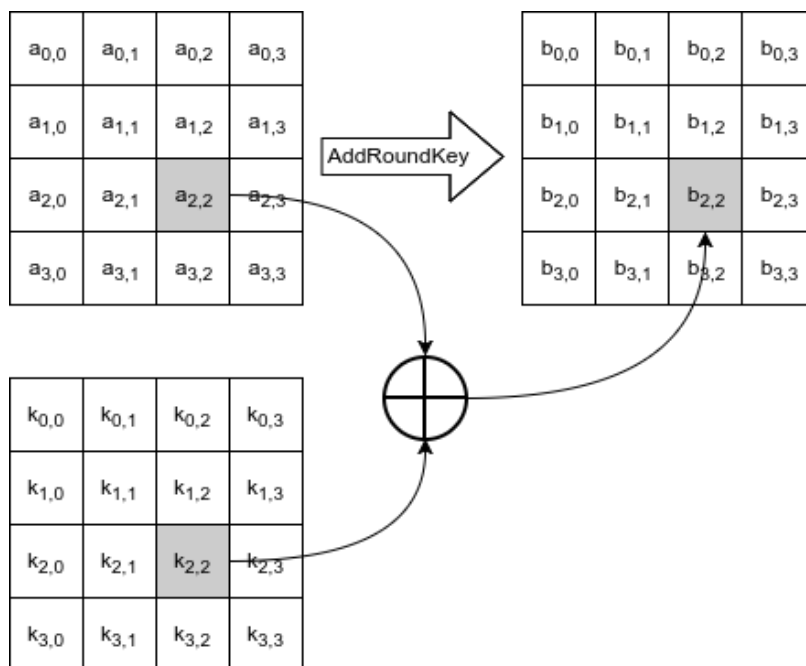 a0,0 a0,1 a0,2 a0,3
a1,0 a1,1 a1,2 a1,3
a2,0 a2,1 a2,2 a2,3
a3,0 a3,1 a3,2 a3,3
AddRoundKey
b0,0 b0,1 b0,2 b0,3
b1,0 b1,1 b1,2 b1,3
b2,0 b2,1 b2,2 b2,3
b3,0 b3,1 b3,2 b3,3
k0,0 k0,1 k0,2 k0,3
k1,0 k1,1 k1,2 k1,3
k2,0 k2,1 k2,2 k2,3
k3,0 k3,1 k3,2 k3,3